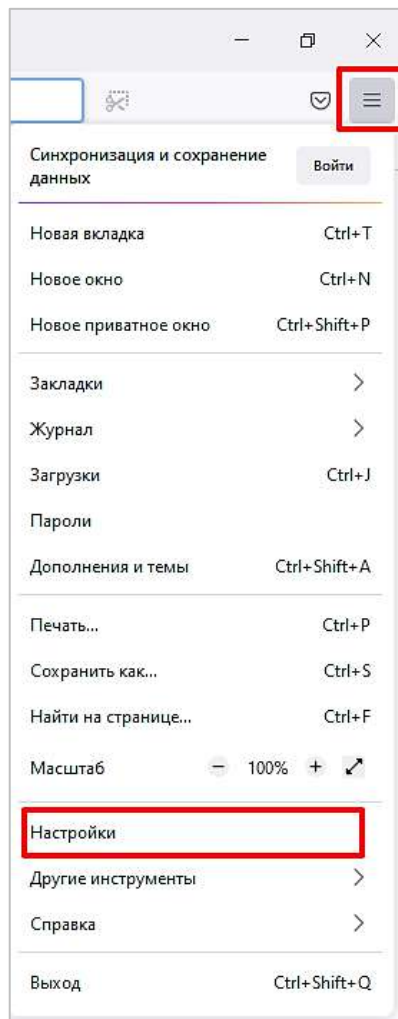 Синхронизация и сохранение
данных
Войти
Новая вкладка Ctrl+T
Новое окно Ctrl+N
Новое приватное окно Ctrl+Shift+P
Закладки
Журнал
Загрузки Ctrl+J
Пароли
Дополнения и темы Ctrl+Shift+A
Печать... Ctrl+P
Сохранить как... Ctrl+S
Найти на странице... Ctrl+F
Масштаб − 100% +
Настройки
Другие инструменты
Справка
Выход Ctrl+Shift+Q